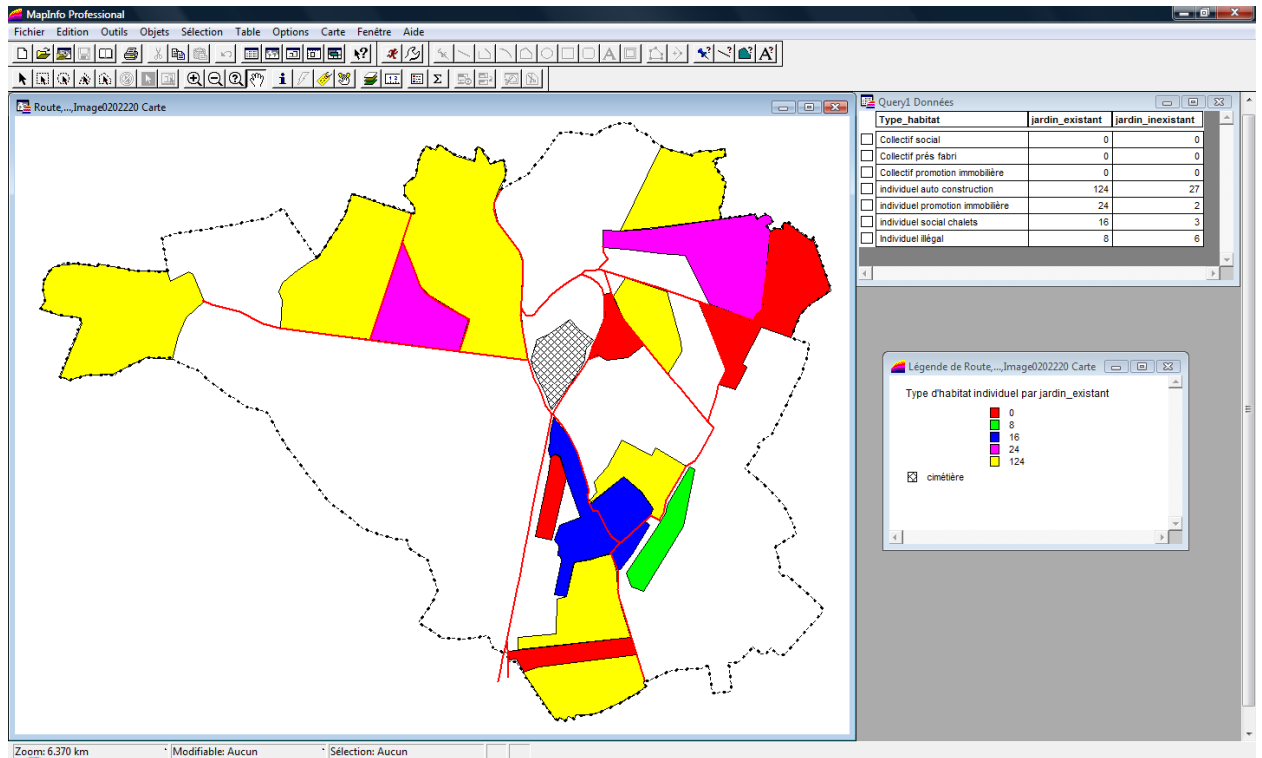 MapInfo Professional
Fichier Edition Outils Objets Sélection Table Options Carte Fenêtre Aide
Route,...,Image0202220 Carte
Query1 Données
Type_habitat jardin_existant jardin_inexistant
Collectif social 0 0
Collectif prés fabri 0 0
Collectif promotion immobilière 0 0
individuel auto construction 124 27
individuel promotion immobilière 24 2
individuel social chalets 16 3
Individuel illégal 8 6
Légende de Route,...,Image0202220 Carte
Type d'habitat individuel par jardin_existant
0
8
16
24
124
cimétière
Zoom: 6.370 km Modifiable: Aucun Sélection: Aucun